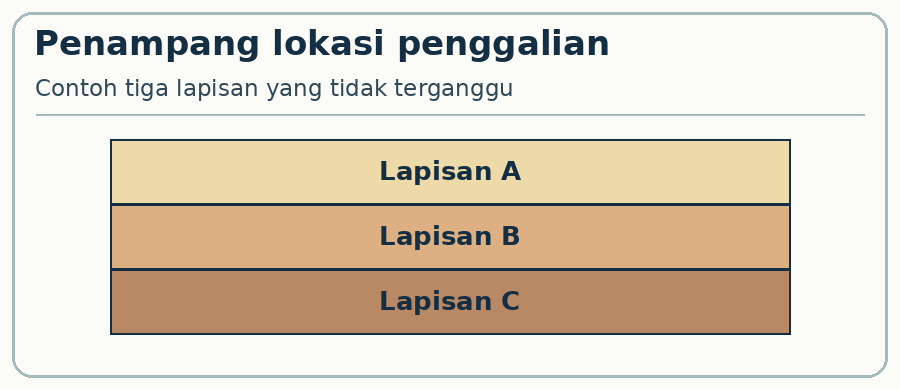 Penampang lokasi penggalian
Contoh tiga lapisan yang tidak terganggu
Lapisan A
Lapisan B
Lapisan C